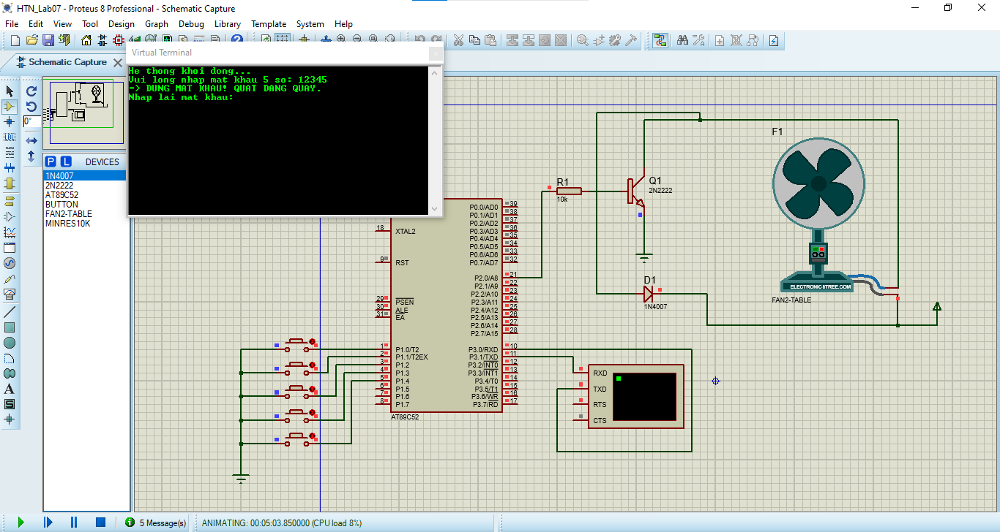 HTN_Lab07 - Proteus 8 Professional - Schematic Capture
File Edit View Tool Design Graph Debug Library Template System Help
Schematic Capture
Virtual Terminal
He thong khoi dong...
Vui long nhap mat khau 5 so: 12345
=> DUNG MAT KHAU! QUAT DANG QUAY.
Nhap lai mat khau:
0°
LBL
P L DEVICES
1N4007
2N2222
AT89C52
BUTTON
FAN2-TABLE
MINRES10K
A
S
18 XTAL2
9 RST
29 PSEN
30 ALE
31 EA
1 P1.0/T2
2 P1.1/T2EX
3 P1.2
4 P1.3
5 P1.4
6 P1.5
7 P1.6
8 P1.7
P0.0/AD0 39
P0.1/AD1 38
P0.2/AD2 37
P0.3/AD3 36
P0.4/AD4 35
P0.5/AD5 34
P0.6/AD6 33
P0.7/AD7 32
P2.0/A8 21
P2.1/A9 22
P2.2/A10 23
P2.3/A11 24
P2.4/A12 25
P2.5/A13 26
P2.6/A14 27
P2.7/A15 28
P3.0/RXD 10
P3.1/TXD 11
P3.2/INT0 12
P3.3/INT1 13
P3.4/T0 14
P3.5/T1 15
P3.6/WR 16
P3.7/RD 17
AT89C52
R1
10k
Q1
2N2222
D1
1N4007
F1
ELECTRONICSTREE.COM
FAN2-TABLE
RXD
TXD
RTS
CTS
5 Message(s)
ANIMATING: 00:05:03.850000 (CPU load 8%)